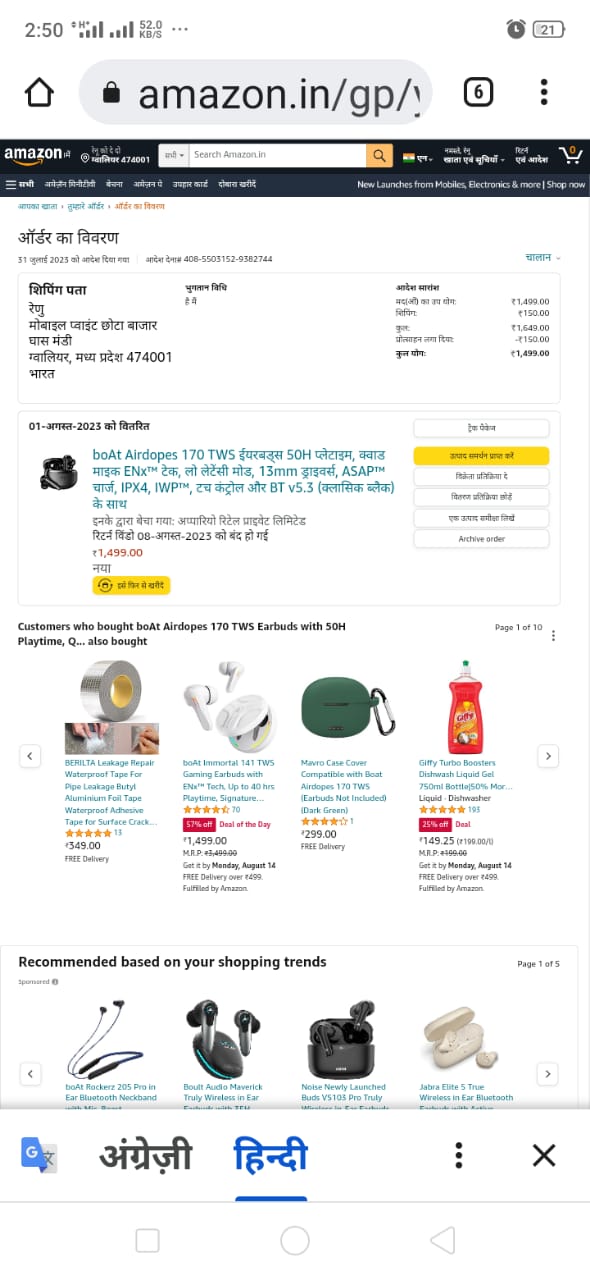 2:50 52.0 KB/S 21
amazon.in/gp/y 6
amazon.in में
रेनू को दे दो
ग्वालियर 474001
सभी Search Amazon.in
एन
नमस्ते, रेनू
खाता एवं सूचियाँ
रिटर्न
एवं आदेश
0
सभी अमेज़ॅन मिनीटीवी बेचना अमेज़न पे उपहार कार्ड दोबारा खरीदें New Launches from Mobiles, Electronics & more | Shop now
आपका खाता › तुम्हारे ऑर्डर › ऑर्डर का विवरण
ऑर्डर का विवरण
31 जुलाई 2023 को आदेश दिया गया आदेश देना# 408-5503152-9382744 चालान
शिपिंग पता
रेणु
मोबाइल प्वाइंट छोटा बाजार
घास मंडी
ग्वालियर, मध्य प्रदेश 474001
भारत
भुगतान विधि
है मैं
आदेश सारांश
मद(ओं) का उप योग: ₹1,499.00
शिपिंग: ₹150.00
कुल: ₹1,649.00
प्रोत्साहन लगा दिया: -₹150.00
कुल योग: ₹1,499.00
01-अगस्त-2023 को वितरित
boAt Airdopes 170 TWS ईयरबड्स 50H प्लेटाइम, क्वाड
माइक ENx™ टेक, लो लेटेंसी मोड, 13mm ड्राइवर्स, ASAP™
चार्ज, IPX4, IWP™, टच कंट्रोल और BT v5.3 (क्लासिक ब्लैक)
के साथ
इनके द्वारा बेचा गया: अप्पारियो रिटेल प्राइवेट लिमिटेड
रिटर्न विंडो 08-अगस्त-2023 को बंद हो गई
₹1,499.00
नया
इसे फिर से खरीदें
ट्रैक पैकेज
उत्पाद समर्थन प्राप्त करें
विक्रेता प्रतिक्रिया दे
वितरण प्रतिक्रिया छोड़ें
एक उत्पाद समीक्षा लिखें
Archive order
Customers who bought boAt Airdopes 170 TWS Earbuds with 50H
Playtime, Q... also bought
Page 1 of 10
BERILTA Leakage Repair
Waterproof Tape For
Pipe Leakage Butyl
Aluminium Foil Tape
Waterproof Adhesive
Tape for Surface Crack...
13
₹349.00
FREE Delivery
boAt Immortal 141 TWS
Gaming Earbuds with
ENx™ Tech, Up to 40 hrs
Playtime, Signature...
70
57% off Deal of the Day
₹1,499.00
M.R.P: ₹3,499.00
Get it by Monday, August 14
FREE Delivery over ₹499.
Fulfilled by Amazon.
Mavro Case Cover
Compatible with Boat
Airdopes 170 TWS
(Earbuds Not Included)
(Dark Green)
1
₹299.00
FREE Delivery
Giffy
Giffy Turbo Boosters
Dishwash Liquid Gel
750ml Bottle|50% Mor...
Liquid · Dishwasher
193
25% off Deal
₹149.25 (₹199.00/l)
M.R.P: ₹199.00
Get it by Monday, August 14
FREE Delivery over ₹499.
Fulfilled by Amazon.
Recommended based on your shopping trends
Page 1 of 5
Sponsored
boAt Rockerz 205 Pro in
Ear Bluetooth Neckband
with Mic, Beast
Boult Audio Maverick
Truly Wireless in Ear
Earbuds with 35H
Noise Newly Launched
Buds VS103 Pro Truly
Wireless in-Ear Earbuds
Jabra Elite 5 True
Wireless in Ear Bluetooth
Earbuds with Active
G 文 अंग्रेज़ी हिन्दी